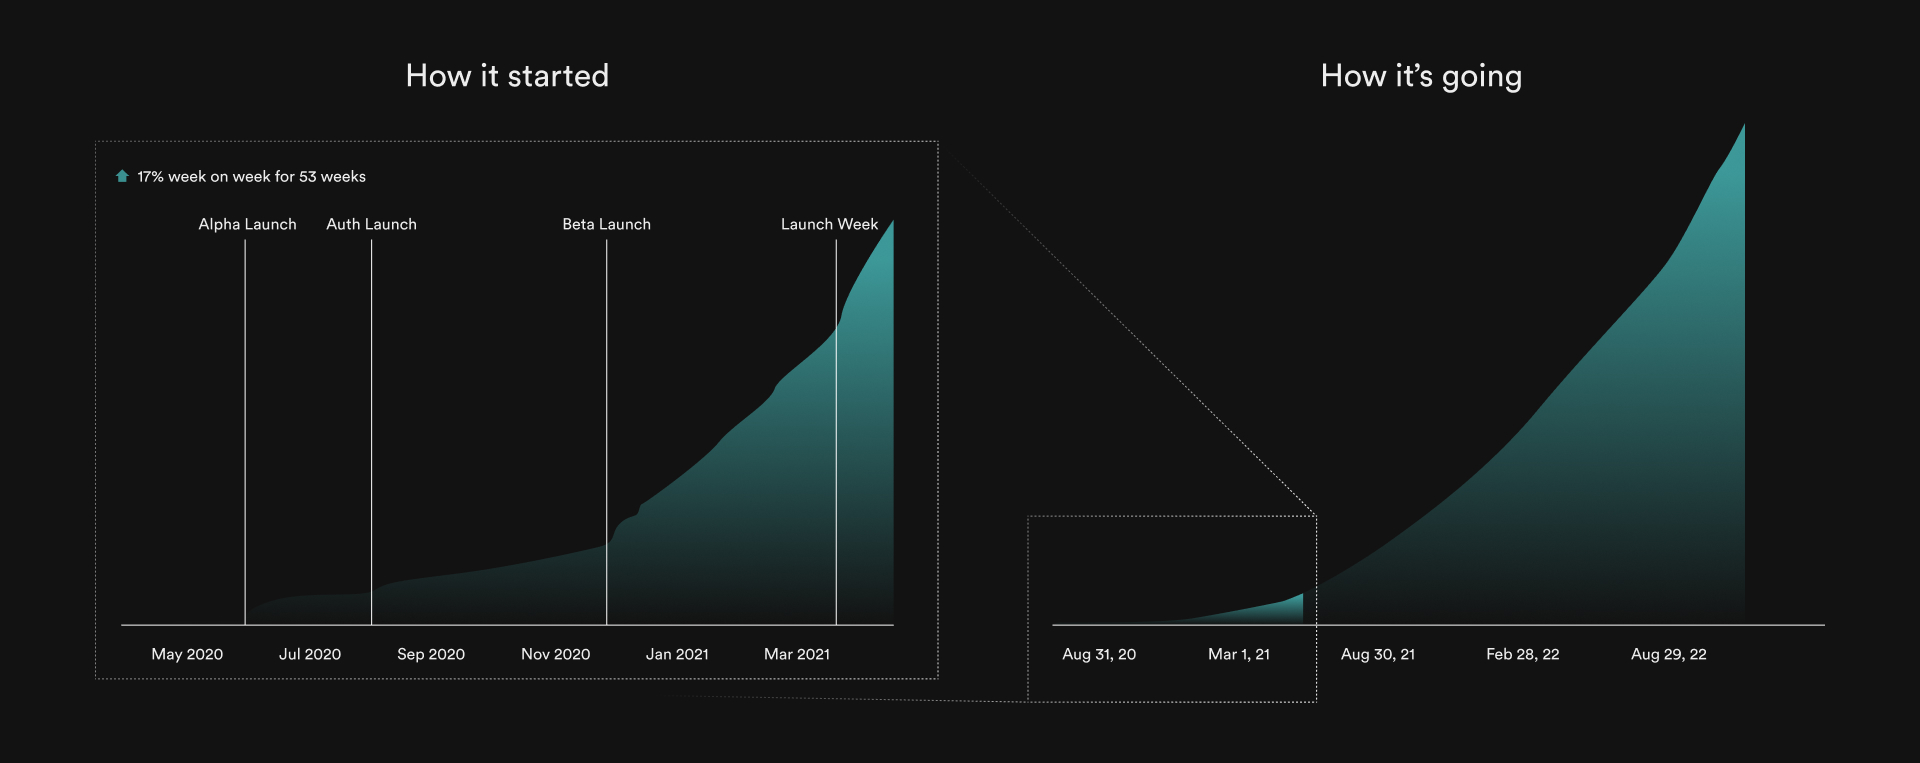 How it started
17% week on week for 53 weeks
Alpha Launch
Auth Launch
Beta Launch
Launch Week
May 2020
Jul 2020
Sep 2020
Nov 2020
Jan 2021
Mar 2021
How it’s going
Aug 31, 20
Mar 1, 21
Aug 30, 21
Feb 28, 22
Aug 29, 22